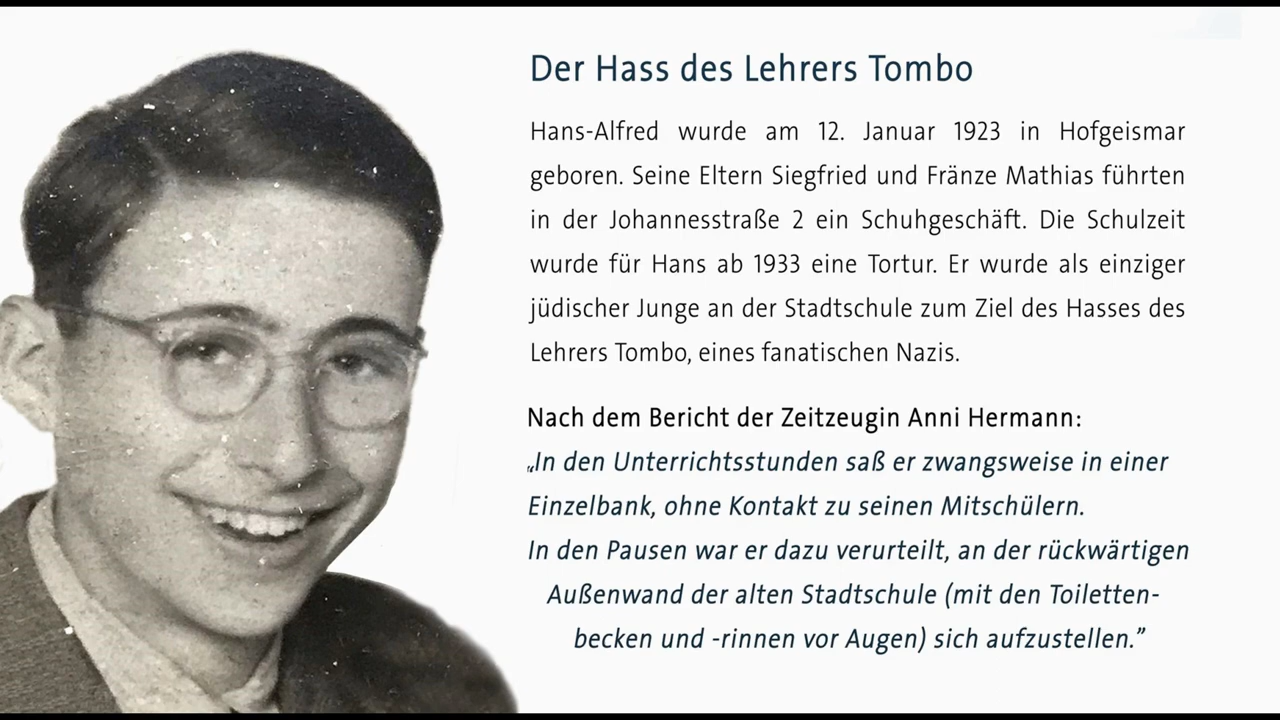 Der Hass des Lehrers Tombo
Hans-Alfred wurde am 12. Januar 1923 in Hofgeismar
geboren. Seine Eltern Siegfried und Fränze Mathias führten
in der Johannesstraße 2 ein Schuhgeschäft. Die Schulzeit
wurde für Hans ab 1933 eine Tortur. Er wurde als einziger
jüdischer Junge an der Stadtschule zum Ziel des Hasses des
Lehrers Tombo, eines fanatischen Nazis.
Nach dem Bericht der Zeitzeugin Anni Hermann:
„In den Unterrichtsstunden saß er zwangsweise in einer
Einzelbank, ohne Kontakt zu seinen Mitschülern.
In den Pausen war er dazu verurteilt, an der rückwärtigen
Außenwand der alten Stadtschule (mit den Toiletten-
becken und -rinnen vor Augen) sich aufzustellen.”